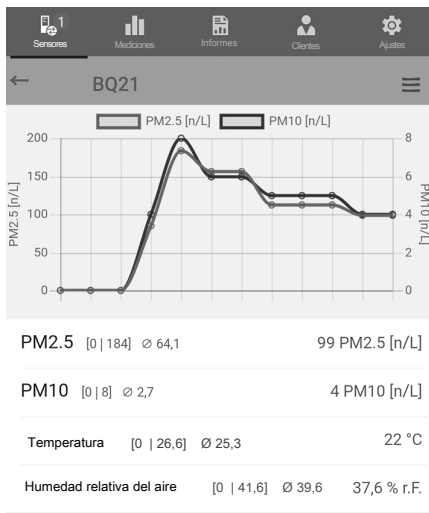 1
Sensores Mediciones Informes Clientes Ajustes
BQ21
PM2.5 [n/L] PM10 [n/L]
200 8
150 6
100 4
50 2
0 0
PM2.5 [n/L]
PM10 [n/L]
PM2.5 [0 | 184] Ø 64,1 99 PM2.5 [n/L]
PM10 [0 | 8] Ø 2,7 4 PM10 [n/L]
Temperatura [0 | 26,6] Ø 25,3 22 °C
Humedad relativa del aire [0 | 41,6] Ø 39,6 37,6 % r.F.